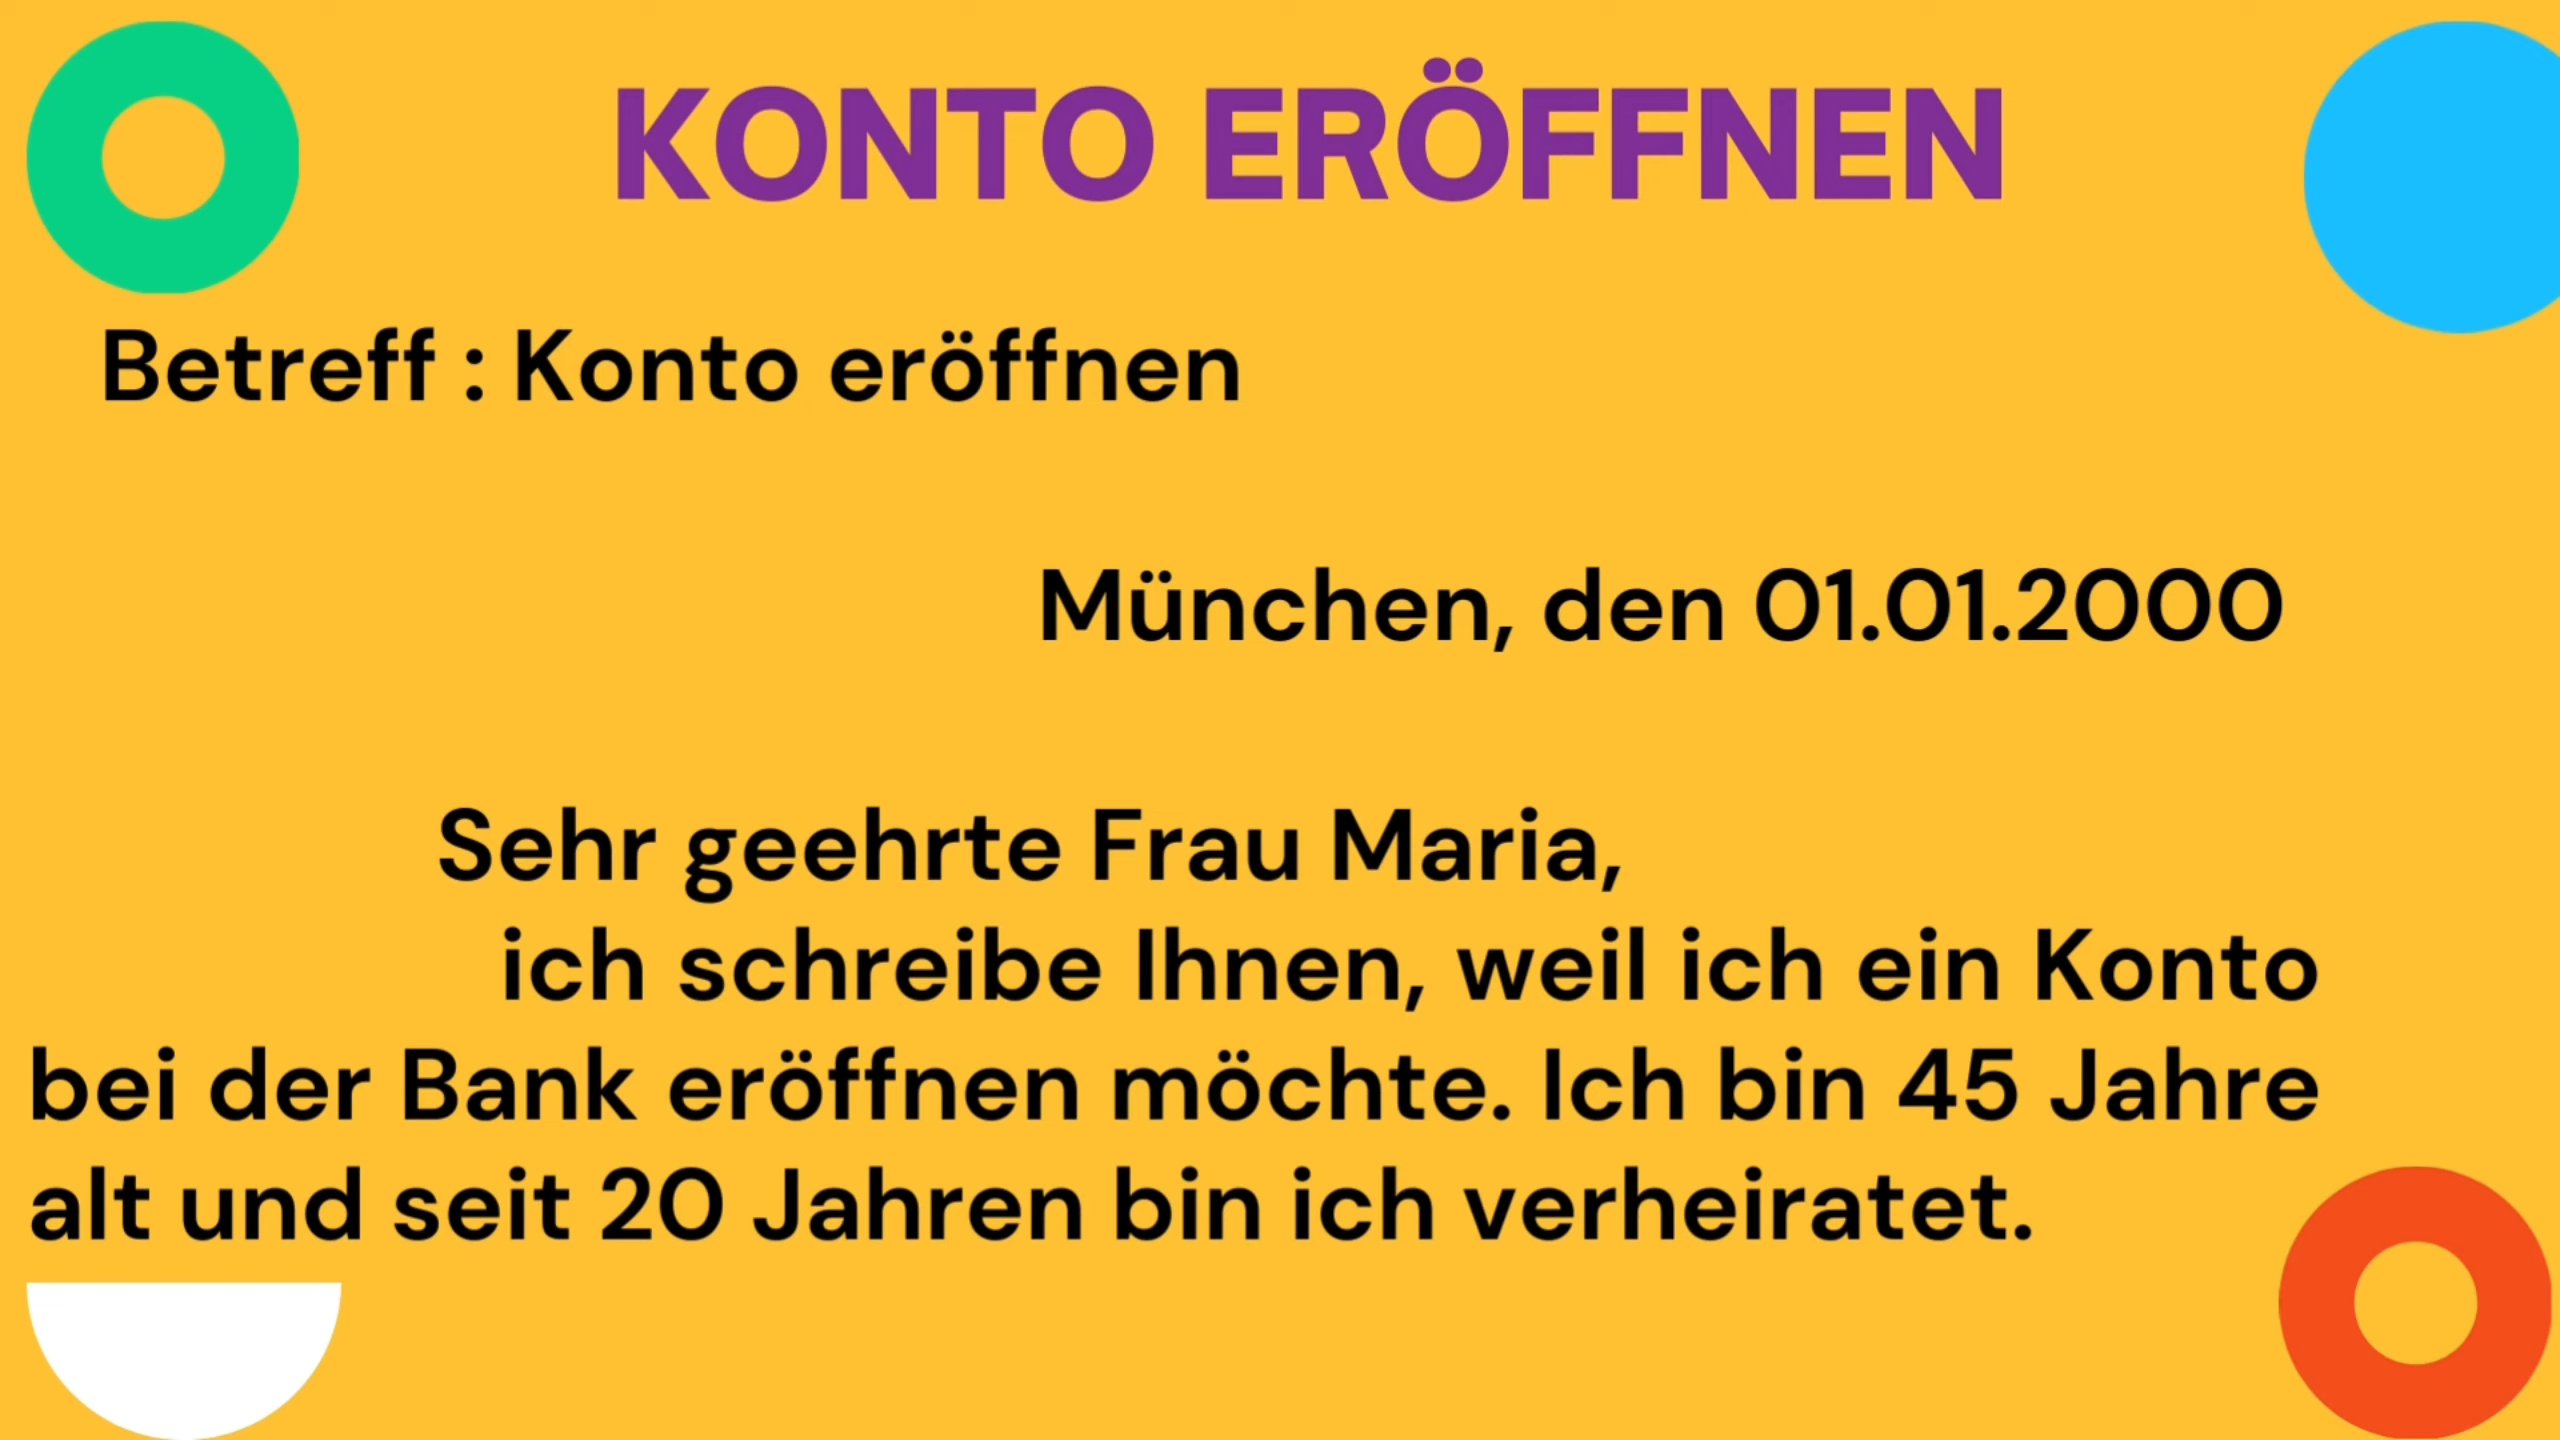 KONTO ERÖFFNEN
Betreff : Konto eröffnen
München, den 01.01.2000
Sehr geehrte Frau Maria,
ich schreibe Ihnen, weil ich ein Konto
bei der Bank eröffnen möchte. Ich bin 45 Jahre
alt und seit 20 Jahren bin ich verheiratet.